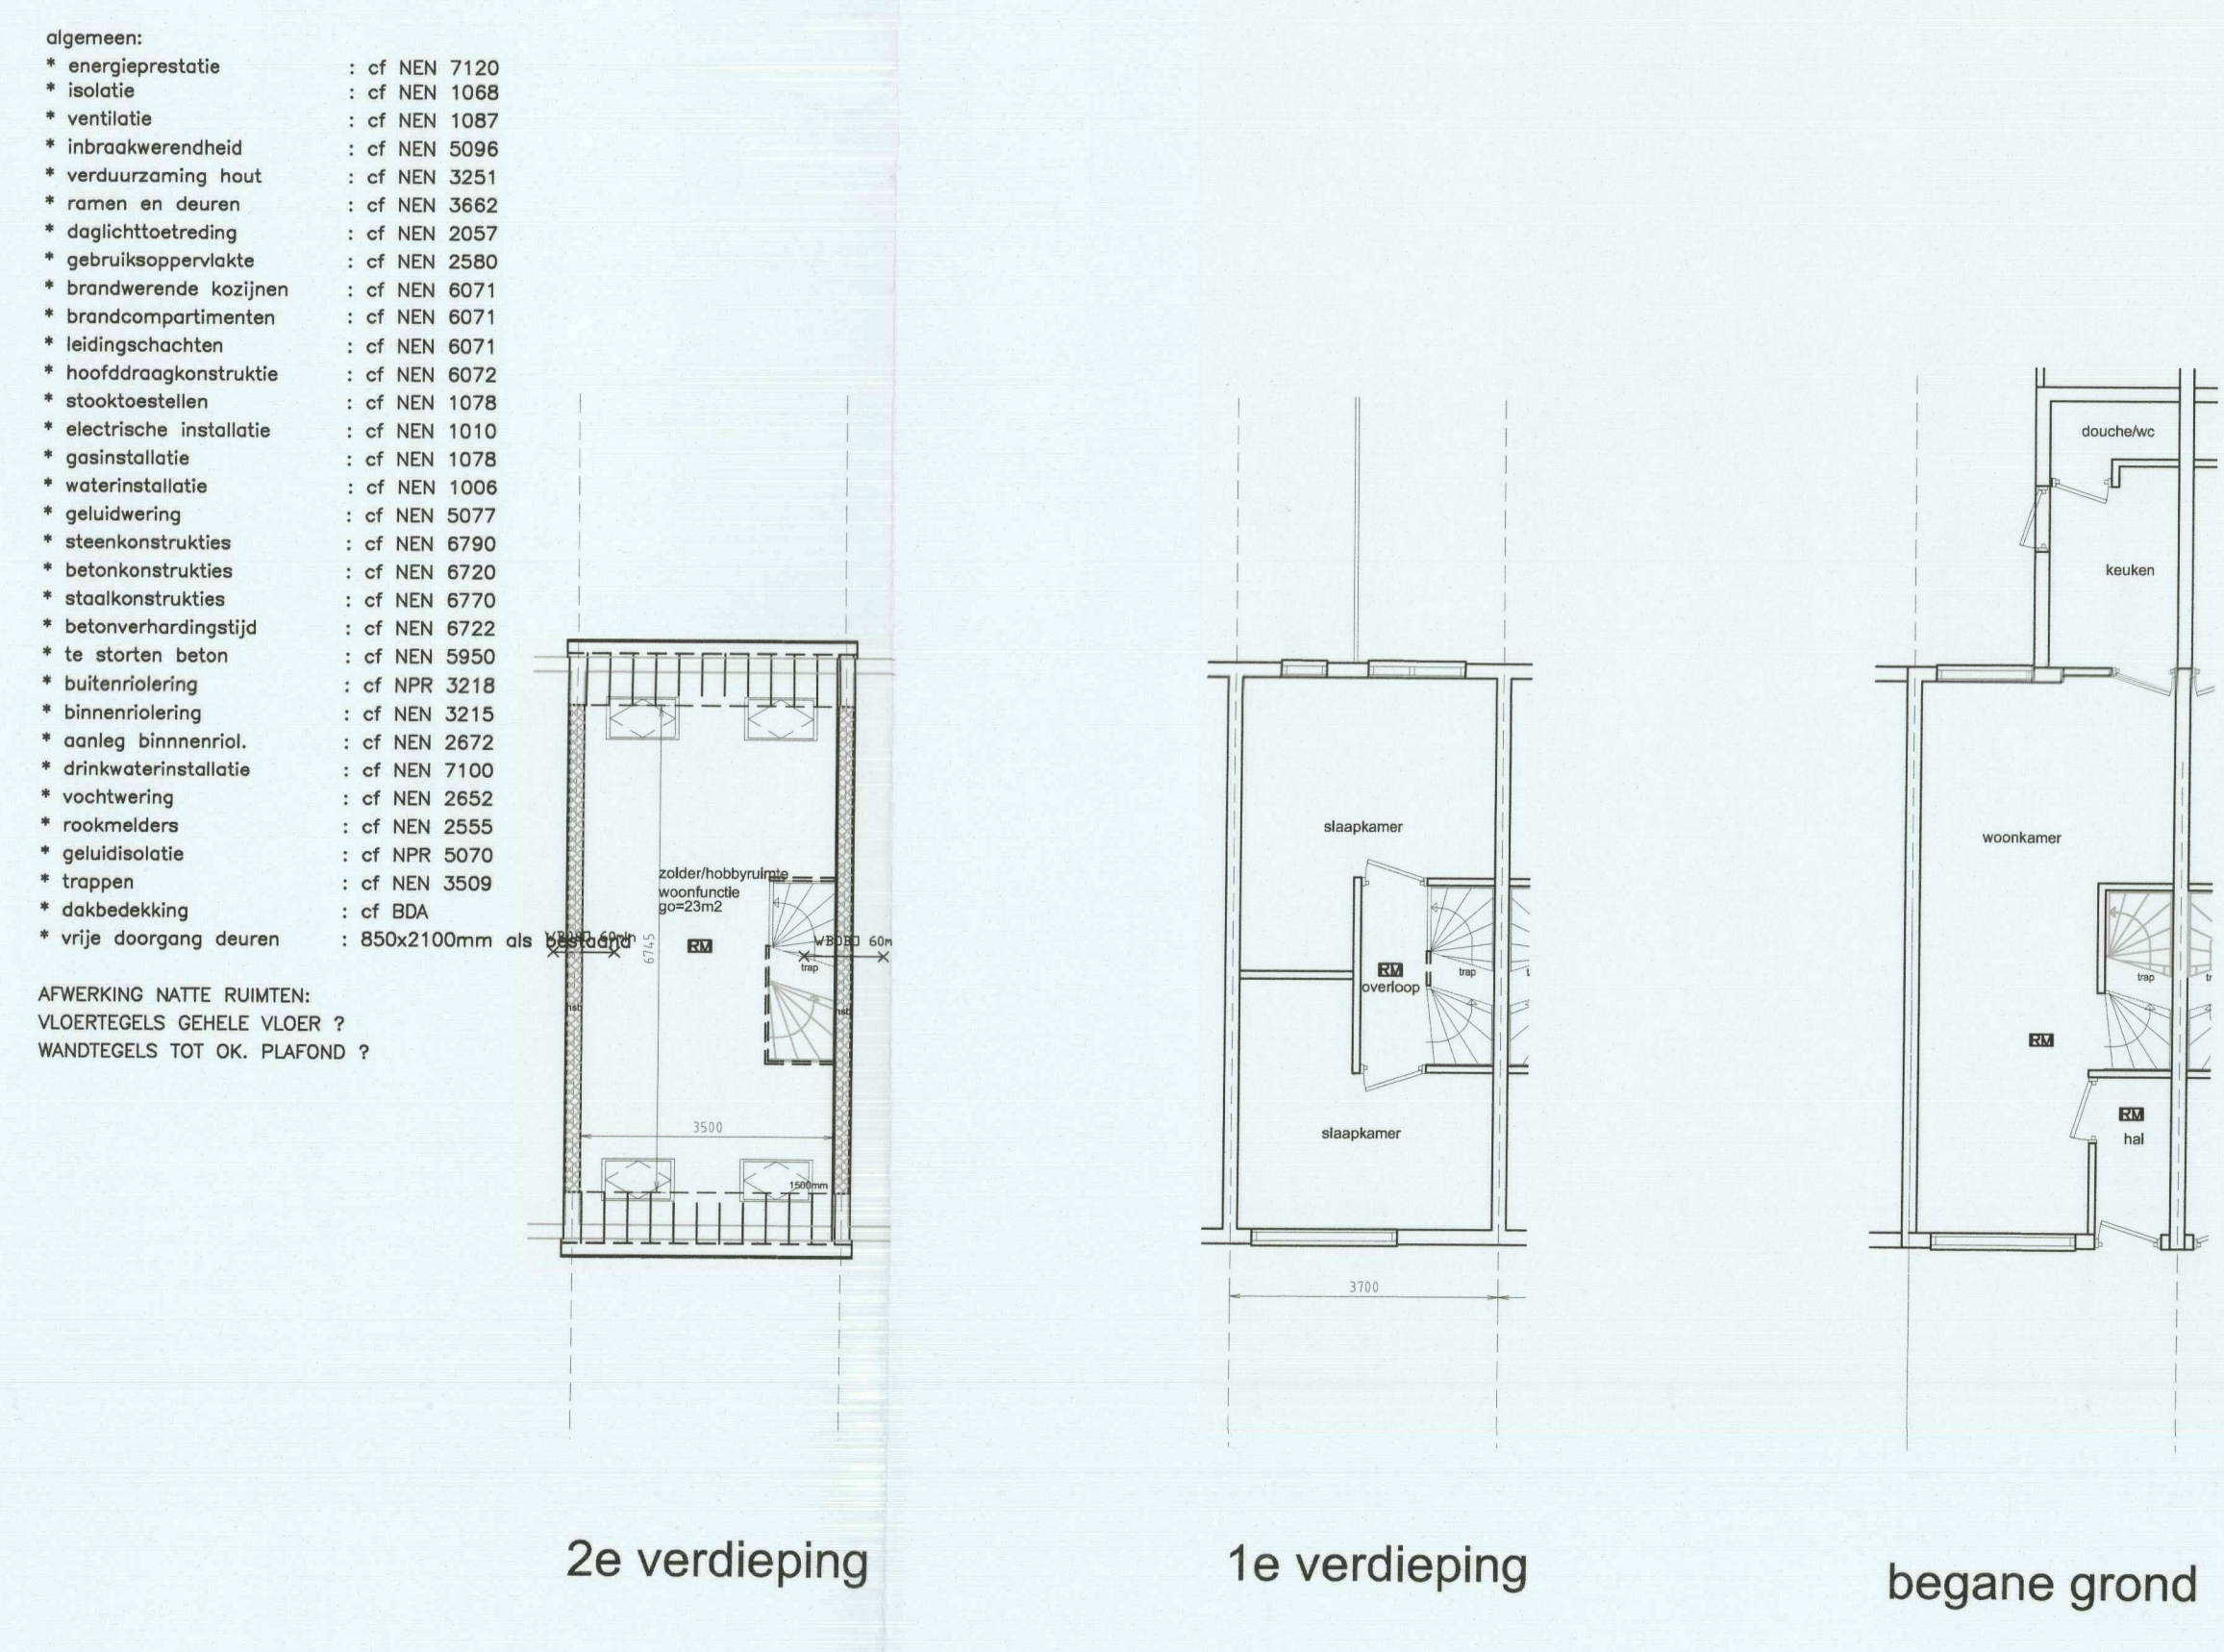 algemeen:
* energieprestatie : cf NEN 7120
* isolatie : cf NEN 1068
* ventilatie : cf NEN 1087
* inbraakwerendheid : cf NEN 5096
* verduurzaming hout : cf NEN 3251
* ramen en deuren : cf NEN 3662
* daglichttoetreding : cf NEN 2057
* gebruiksoppervlakte : cf NEN 2580
* brandwerende kozijnen : cf NEN 6071
* brandcompartimenten : cf NEN 6071
* leidingschachten : cf NEN 6071
* hoofddraagkonstruktie : cf NEN 6072
* stooktoestellen : cf NEN 1078
* electrische installatie : cf NEN 1010
* gasinstallatie : cf NEN 1078
* waterinstallatie : cf NEN 1006
* geluidwering : cf NEN 5077
* steenkonstrukties : cf NEN 6790
* betonkonstrukties : cf NEN 6720
* staalkonstrukties : cf NEN 6770
* betonverhardingstijd : cf NEN 6722
* te storten beton : cf NEN 5950
* buitenriolering : cf NPR 3218
* binnenriolering : cf NEN 3215
* aanleg binnnenriol. : cf NEN 2672
* drinkwaterinstallatie : cf NEN 7100
* vochtwering : cf NEN 2652
* rookmelders : cf NEN 2555
* geluidisolatie : cf NPR 5070
* trappen : cf NEN 3509
* dakbedekking : cf BDA
* vrije doorgang deuren : 850x2100mm als bestaand
AFWERKING NATTE RUIMTEN:
VLOERTEGELS GEHELE VLOER ?
WANDTEGELS TOT OK. PLAFOND ?
zolder/hobbyruimte
woonfunctie
go=23m2
6745
RM
WBDBO 60min
WBDBO 60m
trap
hsb
hsb
3500
1500mm
2e verdieping
slaapkamer
RM
overloop
trap
t
slaapkamer
3700
1e verdieping
douche/wc
keuken
woonkamer
trap
tr
RM
RM
hal
begane grond